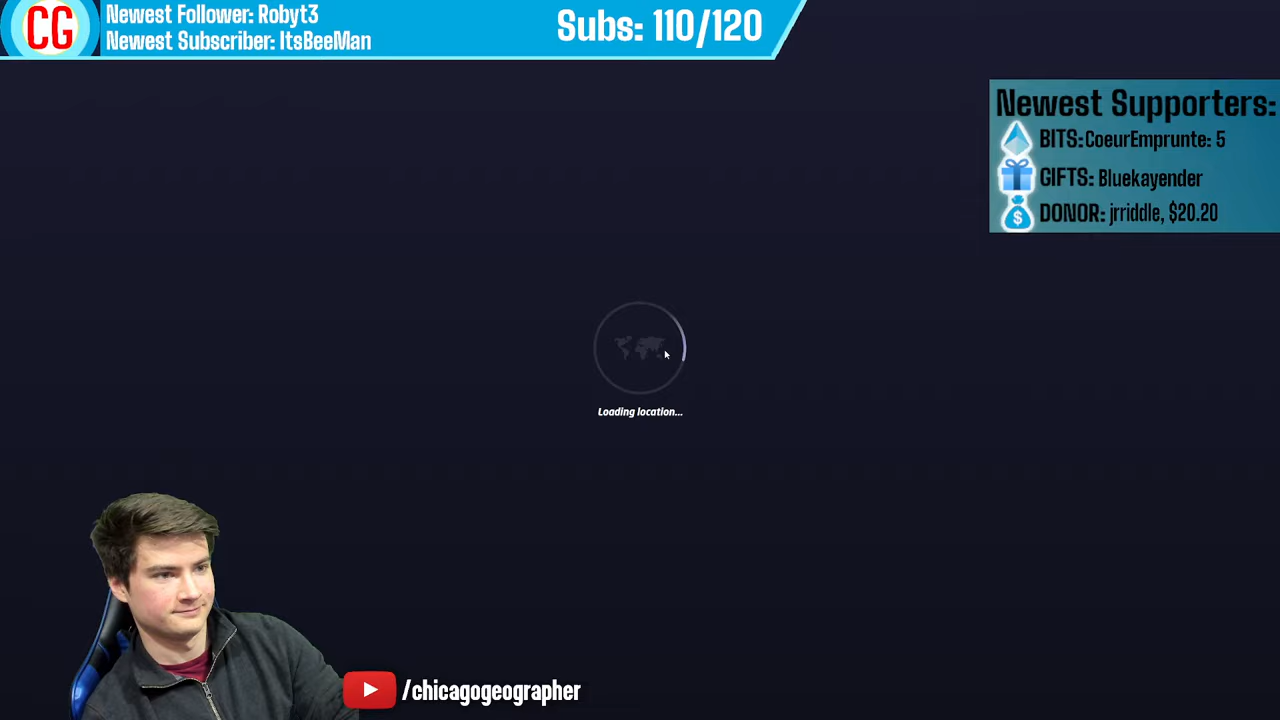 CG
Newest Follower: Robyt3
Newest Subscriber: ItsBeeMan
Subs: 110/120
Newest Supporters:
BITS: CoeurEmprunte: 5
GIFTS: Bluekayender
DONOR: jrriddle, $20.20
Loading location...
/chicagogeographer